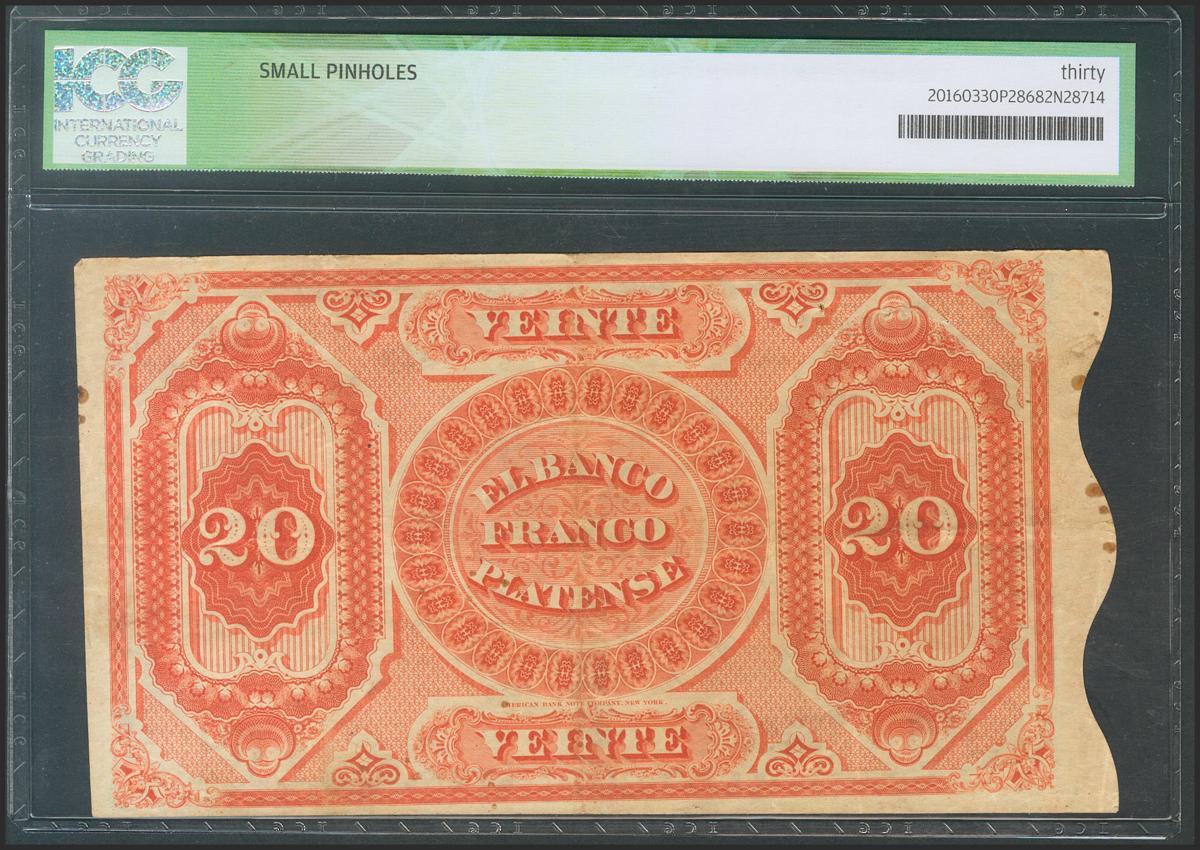 ICG
INTERNATIONAL
CURRENCY
GRADING
SMALL PINHOLES
thirty
20160330P28682N28714
VEINTE
20
EL BANCO
FRANCO
PLATENSE
20
AMERICAN BANK NOTE COMPANY, NEW YORK.
VEINTE